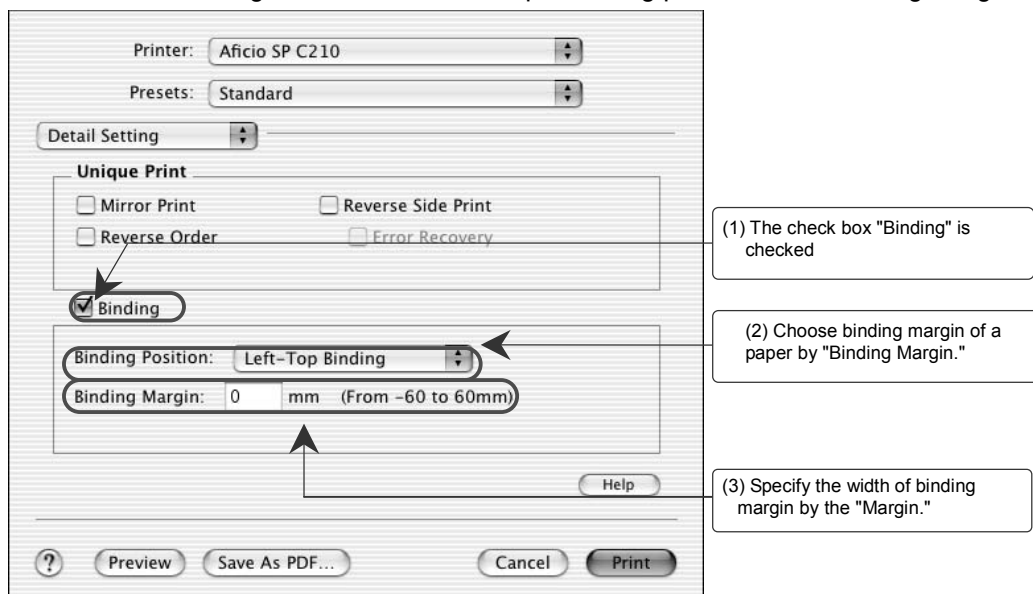 Printer: Aficio SP C210
Presets: Standard
Detail Setting
Unique Print
Mirror Print
Reverse Side Print
Reverse Order
Error Recovery
Binding
Binding Position: Left-Top Binding
Binding Margin: 0 mm (From -60 to 60mm)
Help
? Preview Save As PDF... Cancel Print
(1) The check box "Binding" is
checked
(2) Choose binding margin of a
paper by "Binding Margin."
(3) Specify the width of binding
margin by the "Margin."